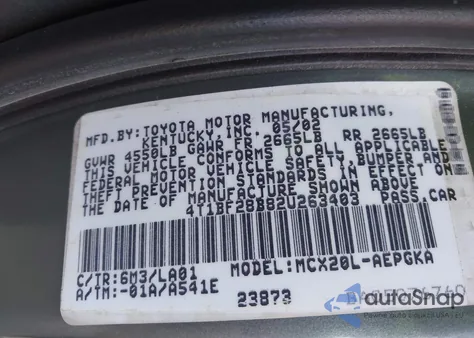 MFD.BY:TOYOTA MOTOR MANUFACTURING,
KENTUCKY,INC. 05/02
GVWR 4550LB GAWR FR 2665LB RR 2665LB
THIS VEHICLE CONFORMS TO ALL APPLICABLE
FEDERAL MOTOR VEHICLE SAFETY, BUMPER AND
THEFT PREVENTION STANDARDS IN EFFECT ON
THE DATE OF MANUFACTURE SHOWN ABOVE
4T1BF28B82U263403 PASS.CAR
C/TR:6M3/LA01 MODEL:MCX20L-AEPGKA
A/TM:-01A/A541E 23873
autoSnap